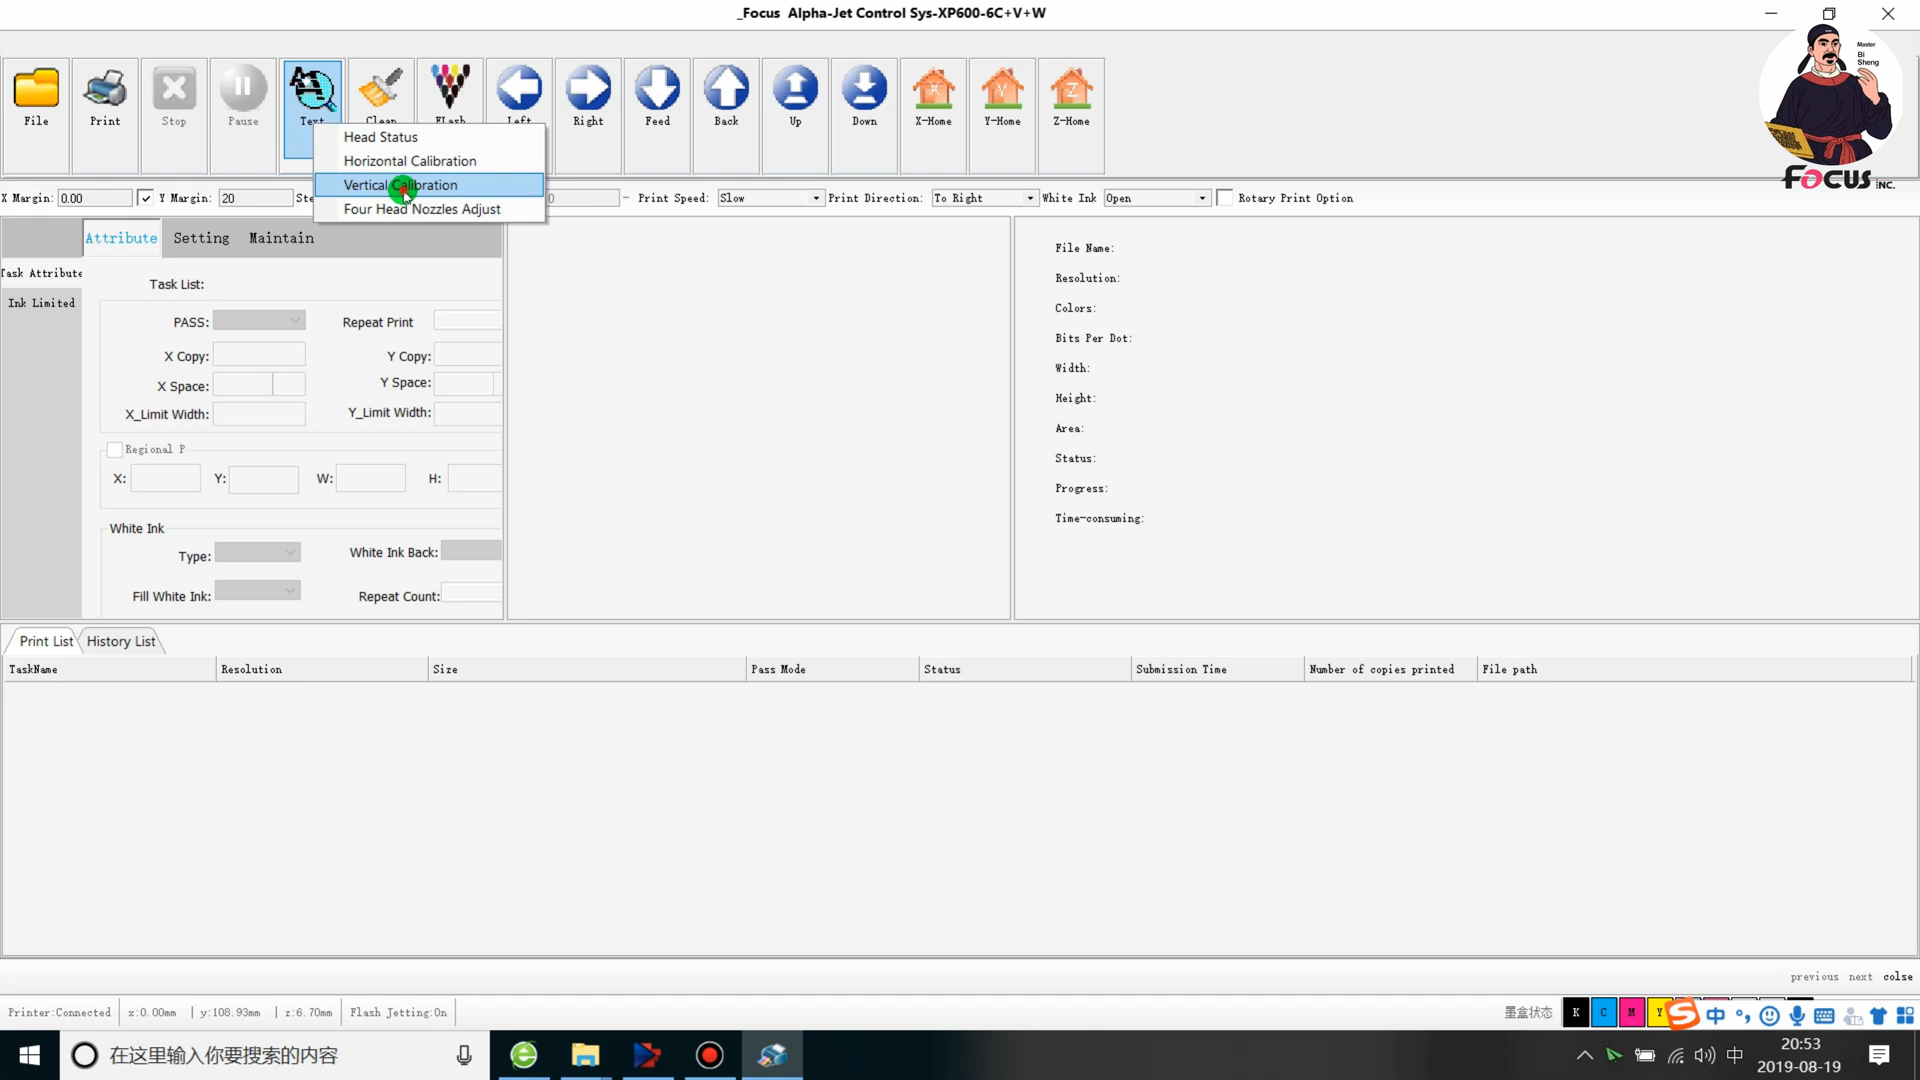 _Focus Alpha-Jet Control Sys-XP600-6C+V+W
Master
Bi
Sheng
FOCUS INC.
File Print Stop Pause Text Clean Flash Left Right Feed Back Up Down X-Home Y-Home Z-Home
Head Status
Horizontal Calibration
Vertical Calibration
Four Head Nozzles Adjust
X Margin: 0.00 Y Margin: 20 Ste 0 - Print Speed: Slow Print Direction: To Right White Ink Open Rotary Print Option
Attribute Setting Maintain
Task Attribute
Ink Limited
Task List:
PASS: Repeat Print
X Copy: Y Copy:
X Space: Y Space:
X_Limit Width: Y_Limit Width:
Regional P
X: Y: W: H:
White Ink
Type: White Ink Back:
Fill White Ink: Repeat Count:
File Name:
Resolution:
Colors:
Bits Per Dot:
Width:
Height:
Area:
Status:
Progress:
Time-consuming:
Print List History List
TaskName Resolution Size Pass Mode Status Submission Time Number of copies printed File path
previous next colse
Printer:Connected x:0.00mm | y:108.93mm | z:6.70mm Flash Jetting:On 墨盒状态 K C M Y 中
在这里输入你要搜索的内容
中 20:53
2019-08-19